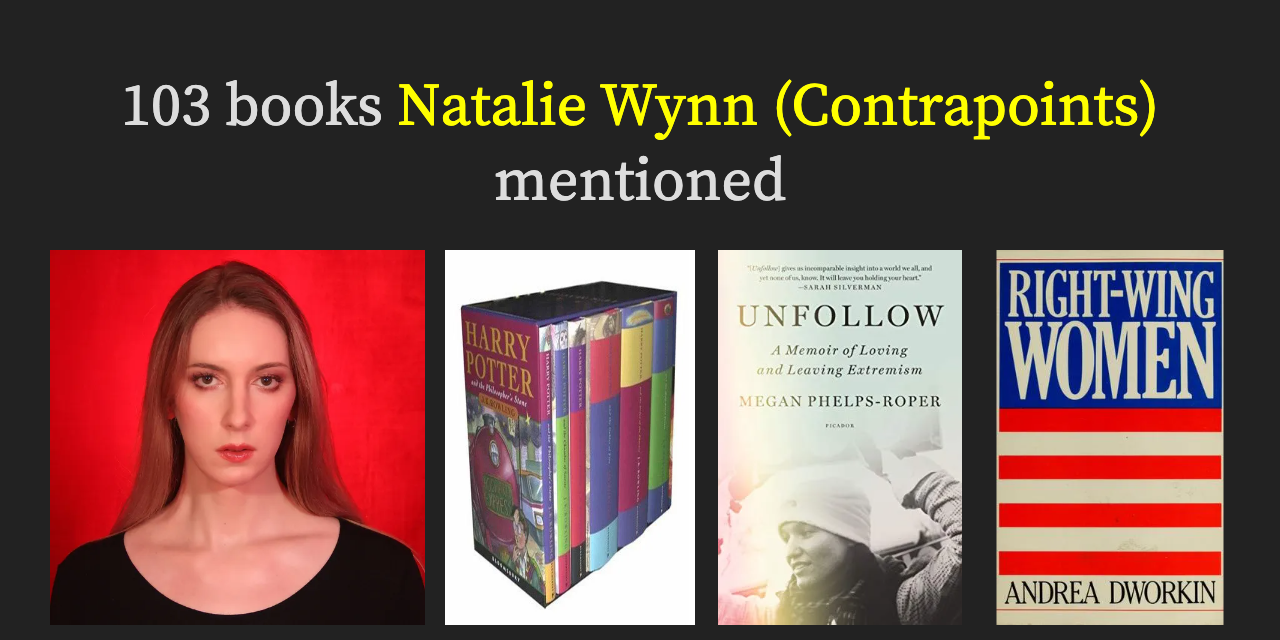 103 books Natalie Wynn (Contrapoints)
mentioned
HARRY
POTTER
and the Philosopher's Stone
J.K. ROWLING
BLOOMSBURY
"[Unfollow] gives us incomparable insight into a world we all, and
yet none of us, know. It will leave you holding your heart."
—SARAH SILVERMAN
UNFOLLOW
A Memoir of Loving
and Leaving Extremism
MEGAN PHELPS-ROPER
PICADOR
RIGHT-WING
WOMEN
ANDREA DWORKIN